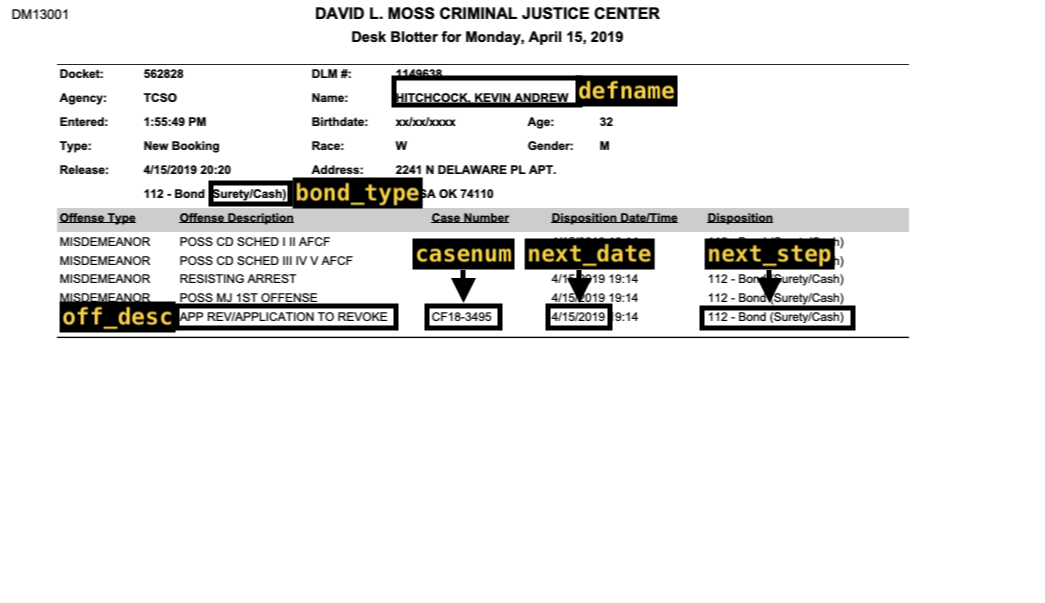 DM13001
DAVID L. MOSS CRIMINAL JUSTICE CENTER
Desk Blotter for Monday, April 15, 2019
Docket: 562828 DLM #: 1149638
Agency: TCSO Name: HITCHCOCK, KEVIN ANDREW defname
Entered: 1:55:49 PM Birthdate: xx/xx/xxxx Age: 32
Type: New Booking Race: W Gender: M
Release: 4/15/2019 20:20 Address: 2241 N DELAWARE PL APT.
112 - Bond (Surety/Cash) bond_type SA OK 74110
Offense Type Offense Description Case Number Disposition Date/Time Disposition
MISDEMEANOR POSS CD SCHED I II AFCF
casenum next_date next_step
MISDEMEANOR POSS CD SCHED III IV V AFCF
MISDEMEANOR RESISTING ARREST 4/15/2019 19:14 112 - Bond (Surety/Cash)
MISDEMEANOR POSS MJ 1ST OFFENSE 4/15/2019 19:14 112 - Bond (Surety/Cash)
off_desc APP REV/APPLICATION TO REVOKE CF18-3495 4/15/2019 19:14 112 - Bond (Surety/Cash)